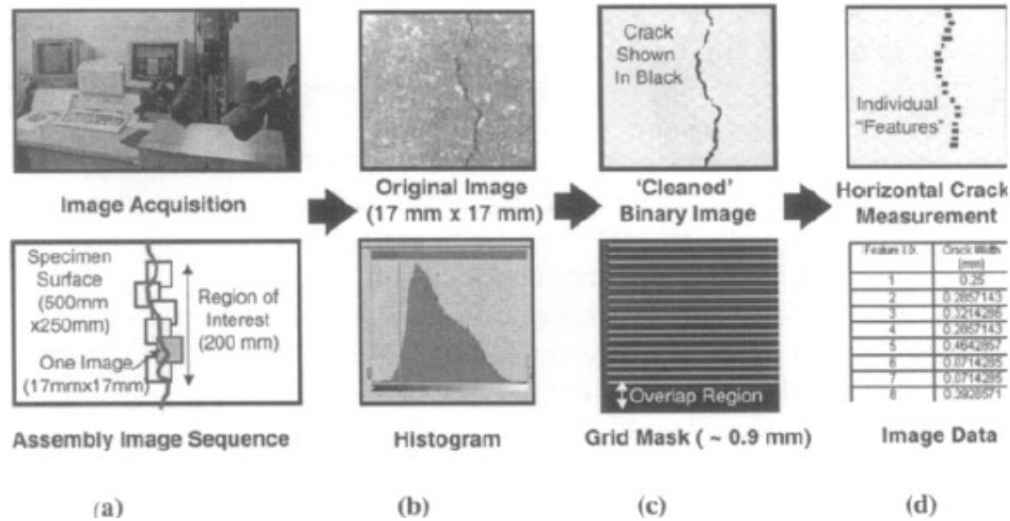 Image Acquisition
Specimen
Surface
(500mm
x250mm)
One Image
(17mmx17mm)
Region of
Interest
(200 mm)
Assembly Image Sequence
(a)
Original Image
(17 mm x 17 mm)
Histogram
(b)
Crack
Shown
In Black
'Cleaned'
Binary Image
Overlap Region
Grid Mask ( ~ 0.9 mm)
(c)
Individual
"Features"
Horizontal Crack
Measurement
Feature I.D. Crack Width
(mm)
1 0.25
2 0.2857143
3 0.3214286
4 0.2857143
5 0.4642857
6 0.0714285
7 0.0714285
8 0.3928571
Image Data
(d)